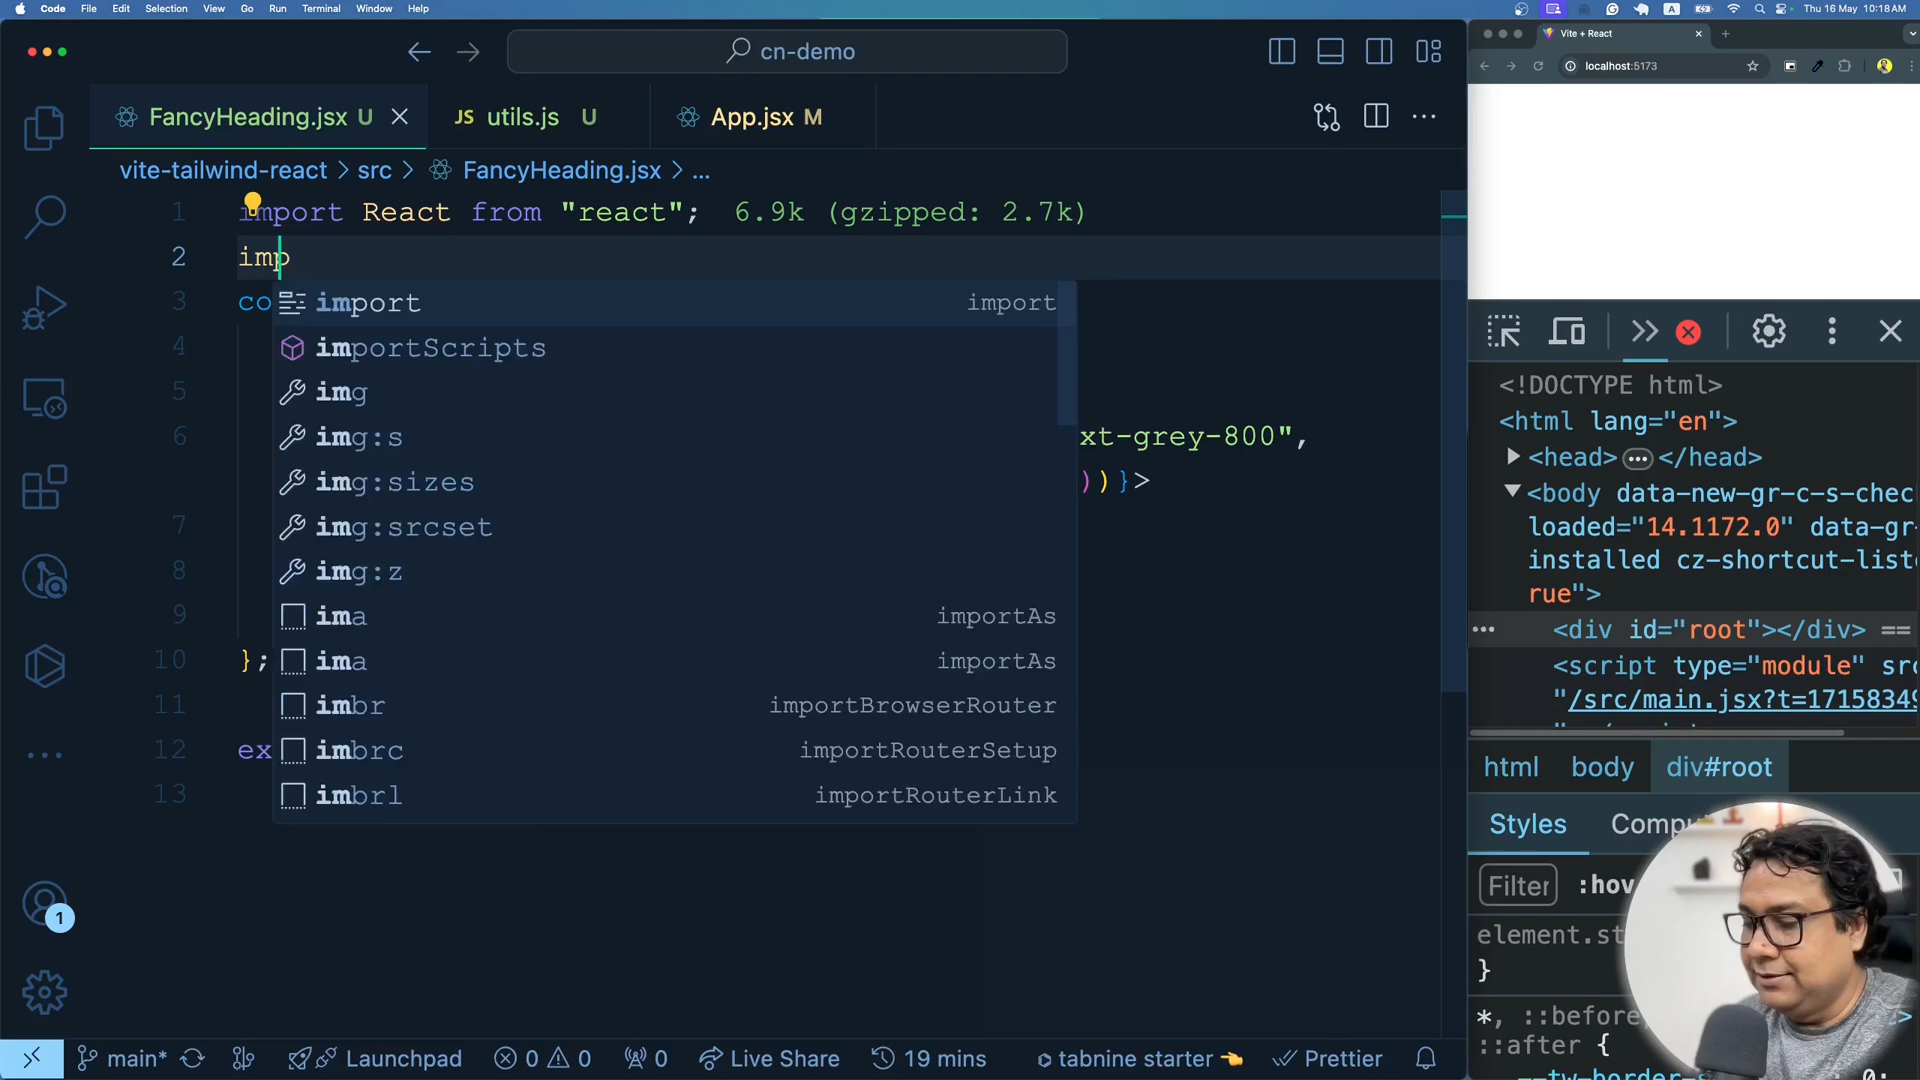 Code File Edit Selection View Go Run Terminal Window Help
A Thu 16 May 10:18 AM
cn-demo
Vite + React
localhost:5173
FancyHeading.jsx U
JS utils.js U
App.jsx M
vite-tailwind-react > src > FancyHeading.jsx > ...
1 import React from "react"; 6.9k (gzipped: 2.7k)
2 imp
3 co
import import
4 importScripts
5 img
6 img:s xt-grey-800",
img:sizes ))}>
7 img:srcset
8 img:z
9 ima importAs
10 }; ima importAs
11 imbr importBrowserRouter
12 ex imbrc importRouterSetup
13 imbrl importRouterLink
<!DOCTYPE html>
<html lang="en">
<head> ... </head>
<body data-new-gr-c-s-chec
loaded="14.1172.0" data-gr-
installed cz-shortcut-list
rue">
... <div id="root"></div> ==
<script type="module" src
"/src/main.jsx?t=17158349
html body div#root
Styles Compu
Filter :hov
element.st
}
*, ::before,
::after {
--tw-border-s 0;
1
main* Launchpad 0 0 0 Live Share 19 mins tabnine starter Prettier